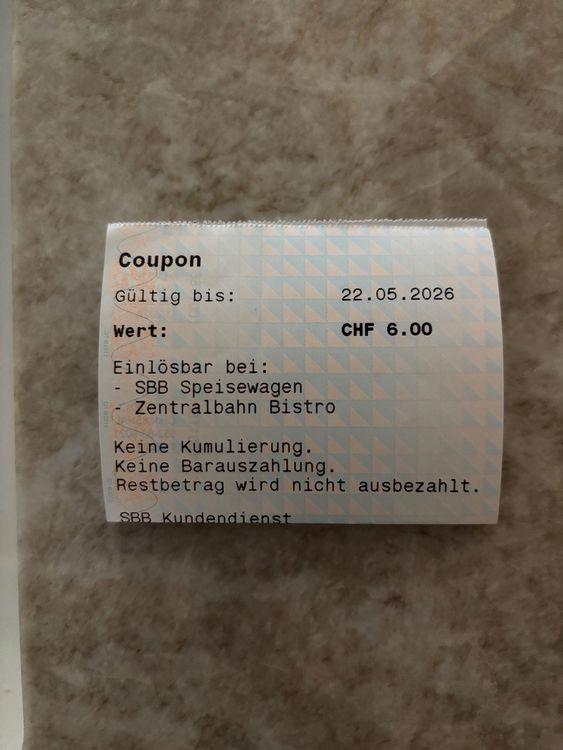 Coupon
Gültig bis: 22.05.2026
Wert: CHF 6.00
Einlösbar bei:
- SBB Speisewagen
- Zentralbahn Bistro
Keine Kumulierung.
Keine Barauszahlung.
Restbetrag wird nicht ausbezahlt.
SBB Kundendienst